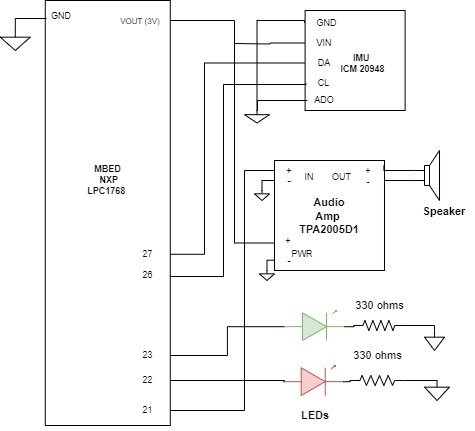 GND
VOUT (3V)
MBED
NXP
LPC1768
27
26
23
22
21
GND
VIN
DA
CL
ADO
IMU
ICM 20948
+
-
IN
OUT
+
-
Audio
Amp
TPA2005D1
+
PWR
-
Speaker
330 ohms
330 ohms
LEDs